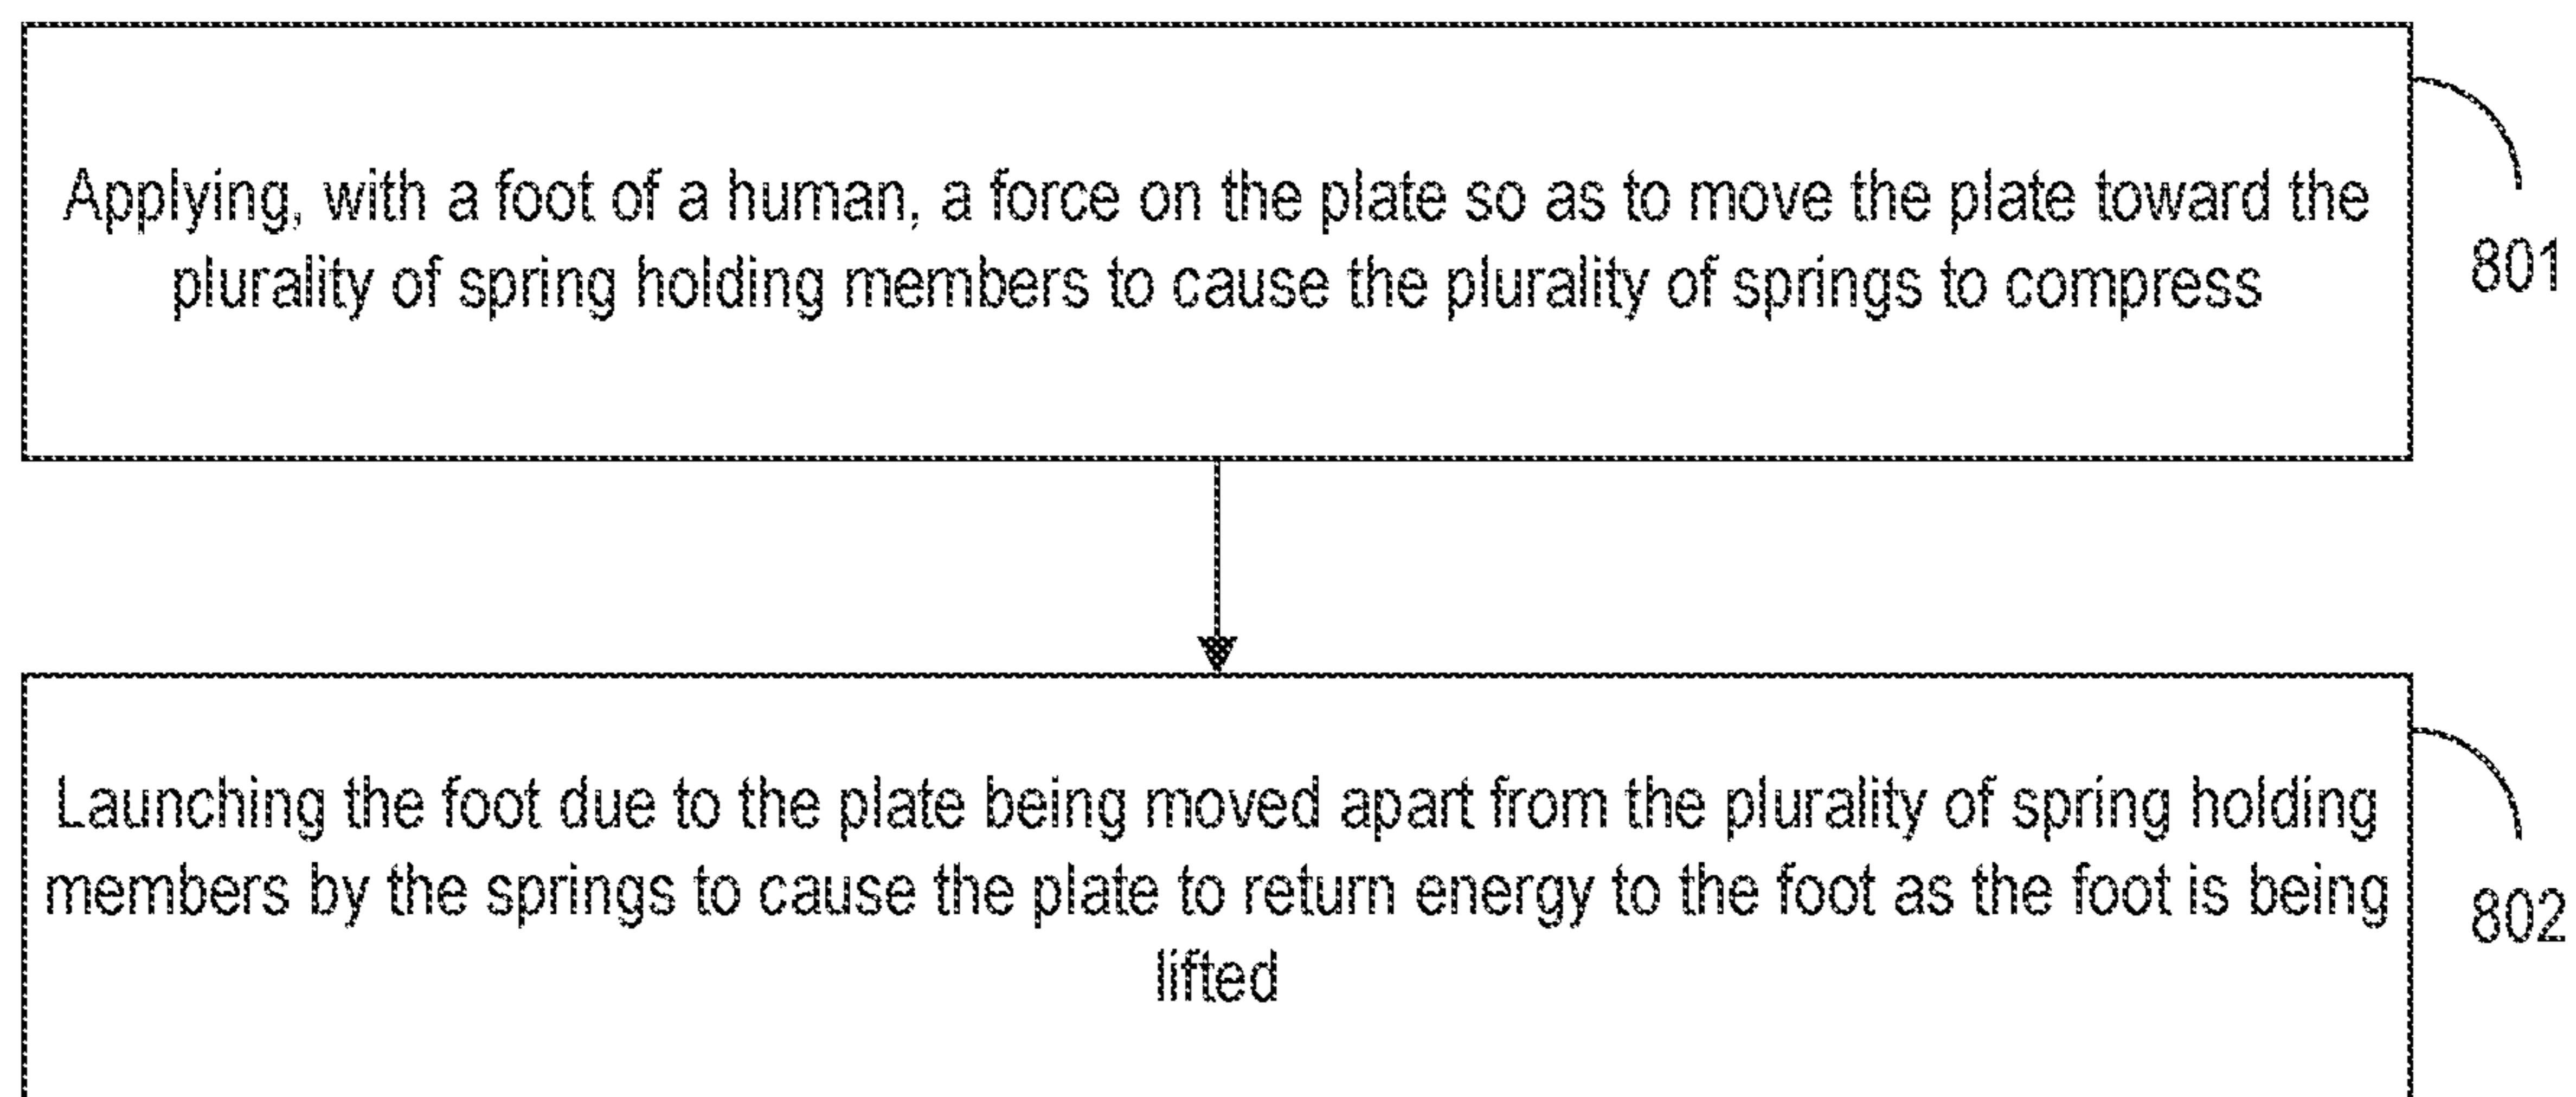 Applying, with a foot of a human, a force on the plate so as to move the plate toward the
plurality of spring holding members to cause the plurality of springs to compress
801
Launching the foot due to the plate being moved apart from the plurality of spring holding
members by the springs to cause the plate to return energy to the foot as the foot is being
lifted
802